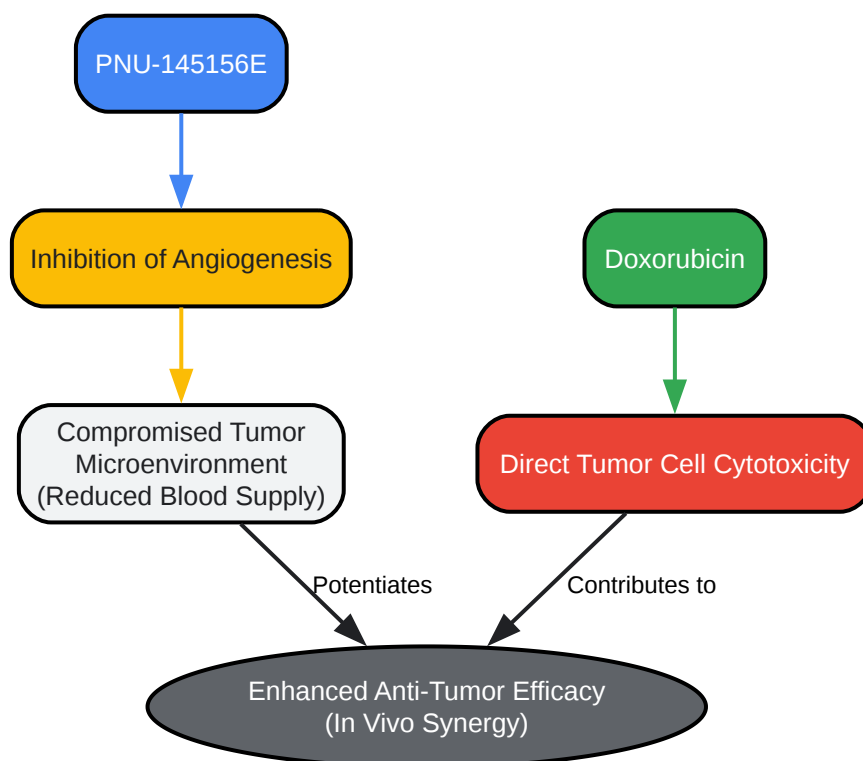 PNU-145156E
Inhibition of Angiogenesis
Doxorubicin
Compromised Tumor
Microenvironment
(Reduced Blood Supply)
Direct Tumor Cell Cytotoxicity
Potentiates
Contributes to
Enhanced Anti-Tumor Efficacy
(In Vivo Synergy)